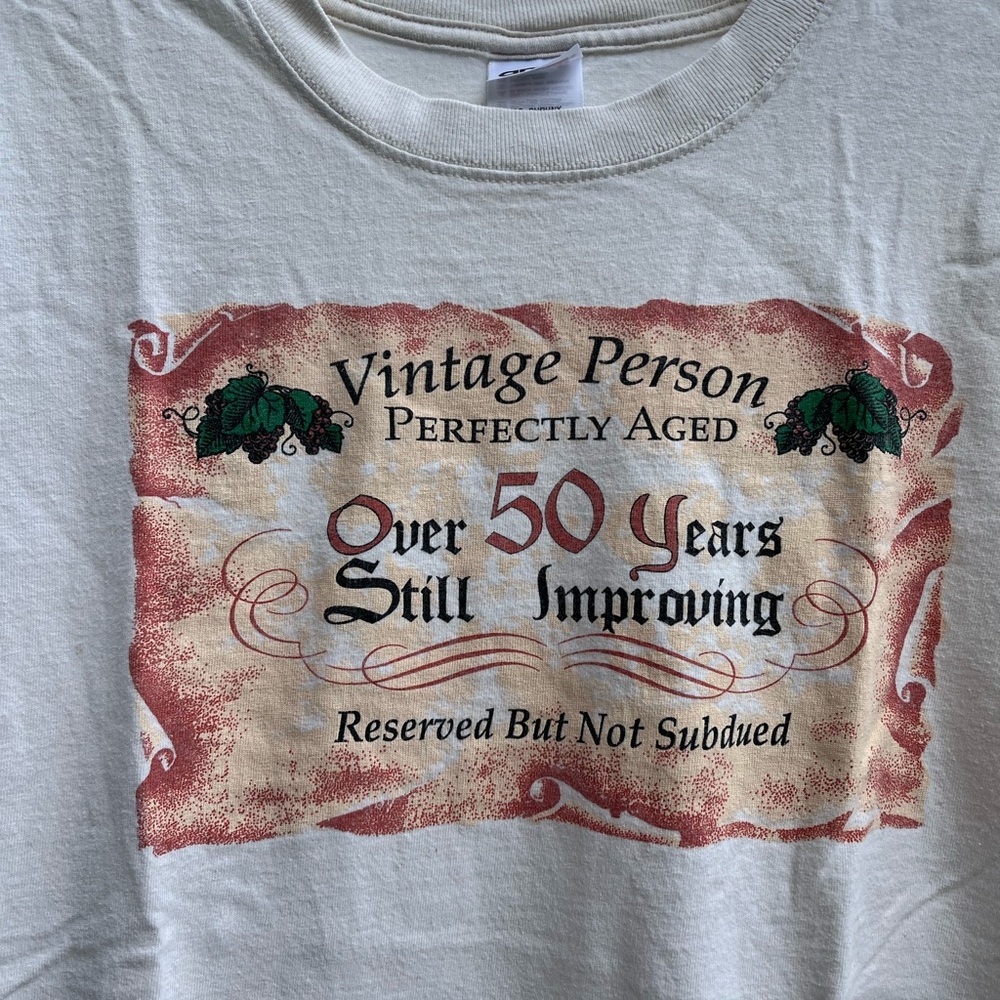 Vintage Person
PERFECTLY AGED
Over 50 Years
Still Improving
Reserved But Not Subdued